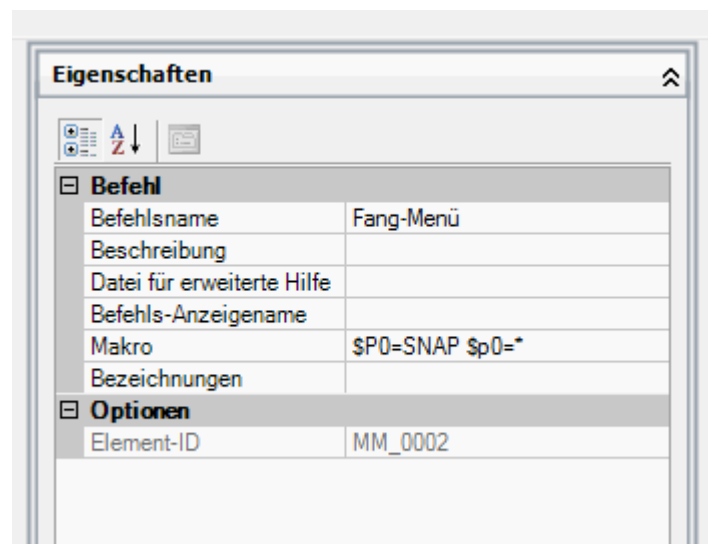 Eigenschaften
Befehl
Befehlsname Fang-Menü
Beschreibung
Datei für erweiterte Hilfe
Befehls-Anzeigename
Makro $P0=SNAP $p0=*
Bezeichnungen
Optionen
Element-ID MM_0002